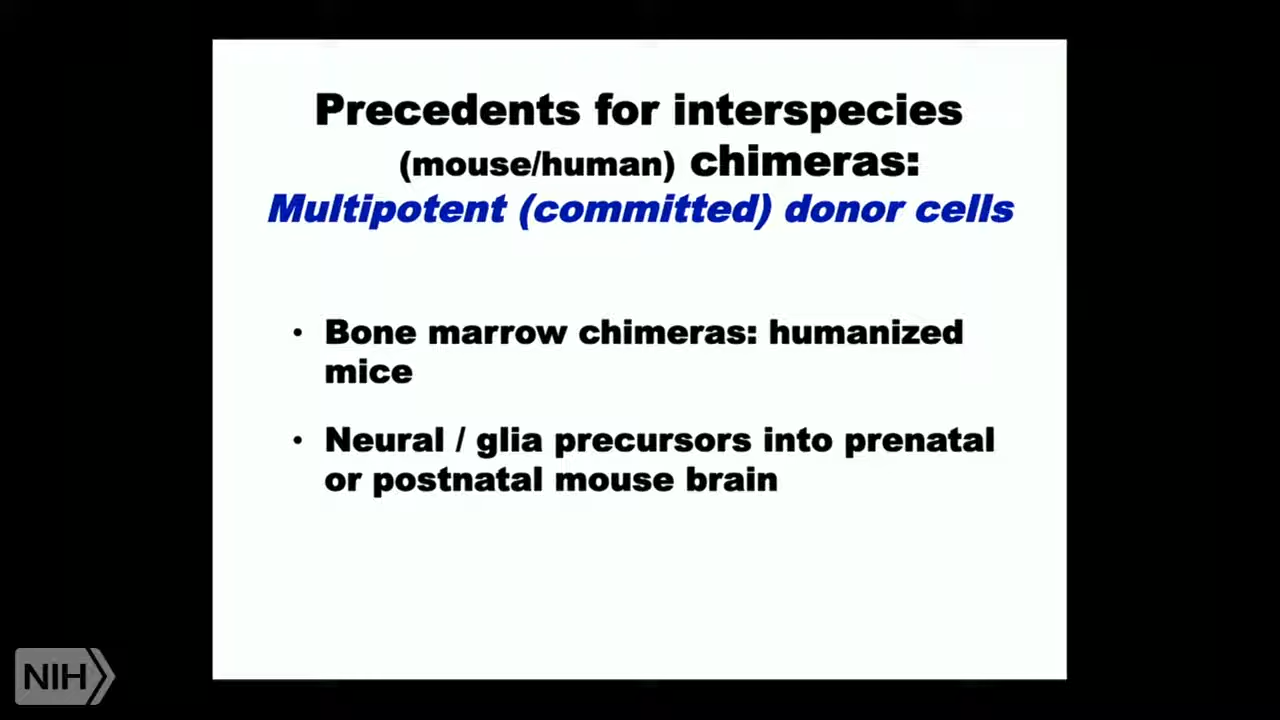 Precedents for interspecies
(mouse/human) chimeras:
Multipotent (committed) donor cells
• Bone marrow chimeras: humanized
mice
• Neural / glia precursors into prenatal
or postnatal mouse brain
NIH